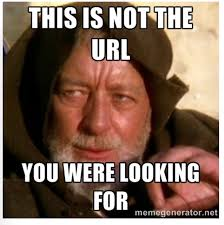 THIS IS NOT THE
URL
YOU WERE LOOKING
FOR
memegenerator.net